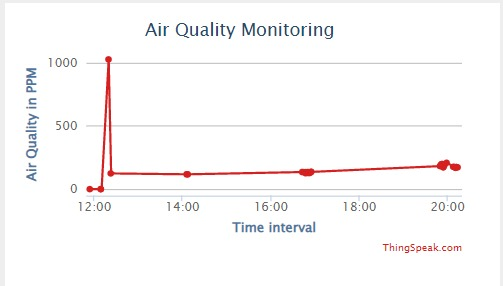 Air Quality Monitoring
Air Quality in PPM
1000
500
0
12:00 14:00 16:00 18:00 20:00
Time interval
ThingSpeak.com